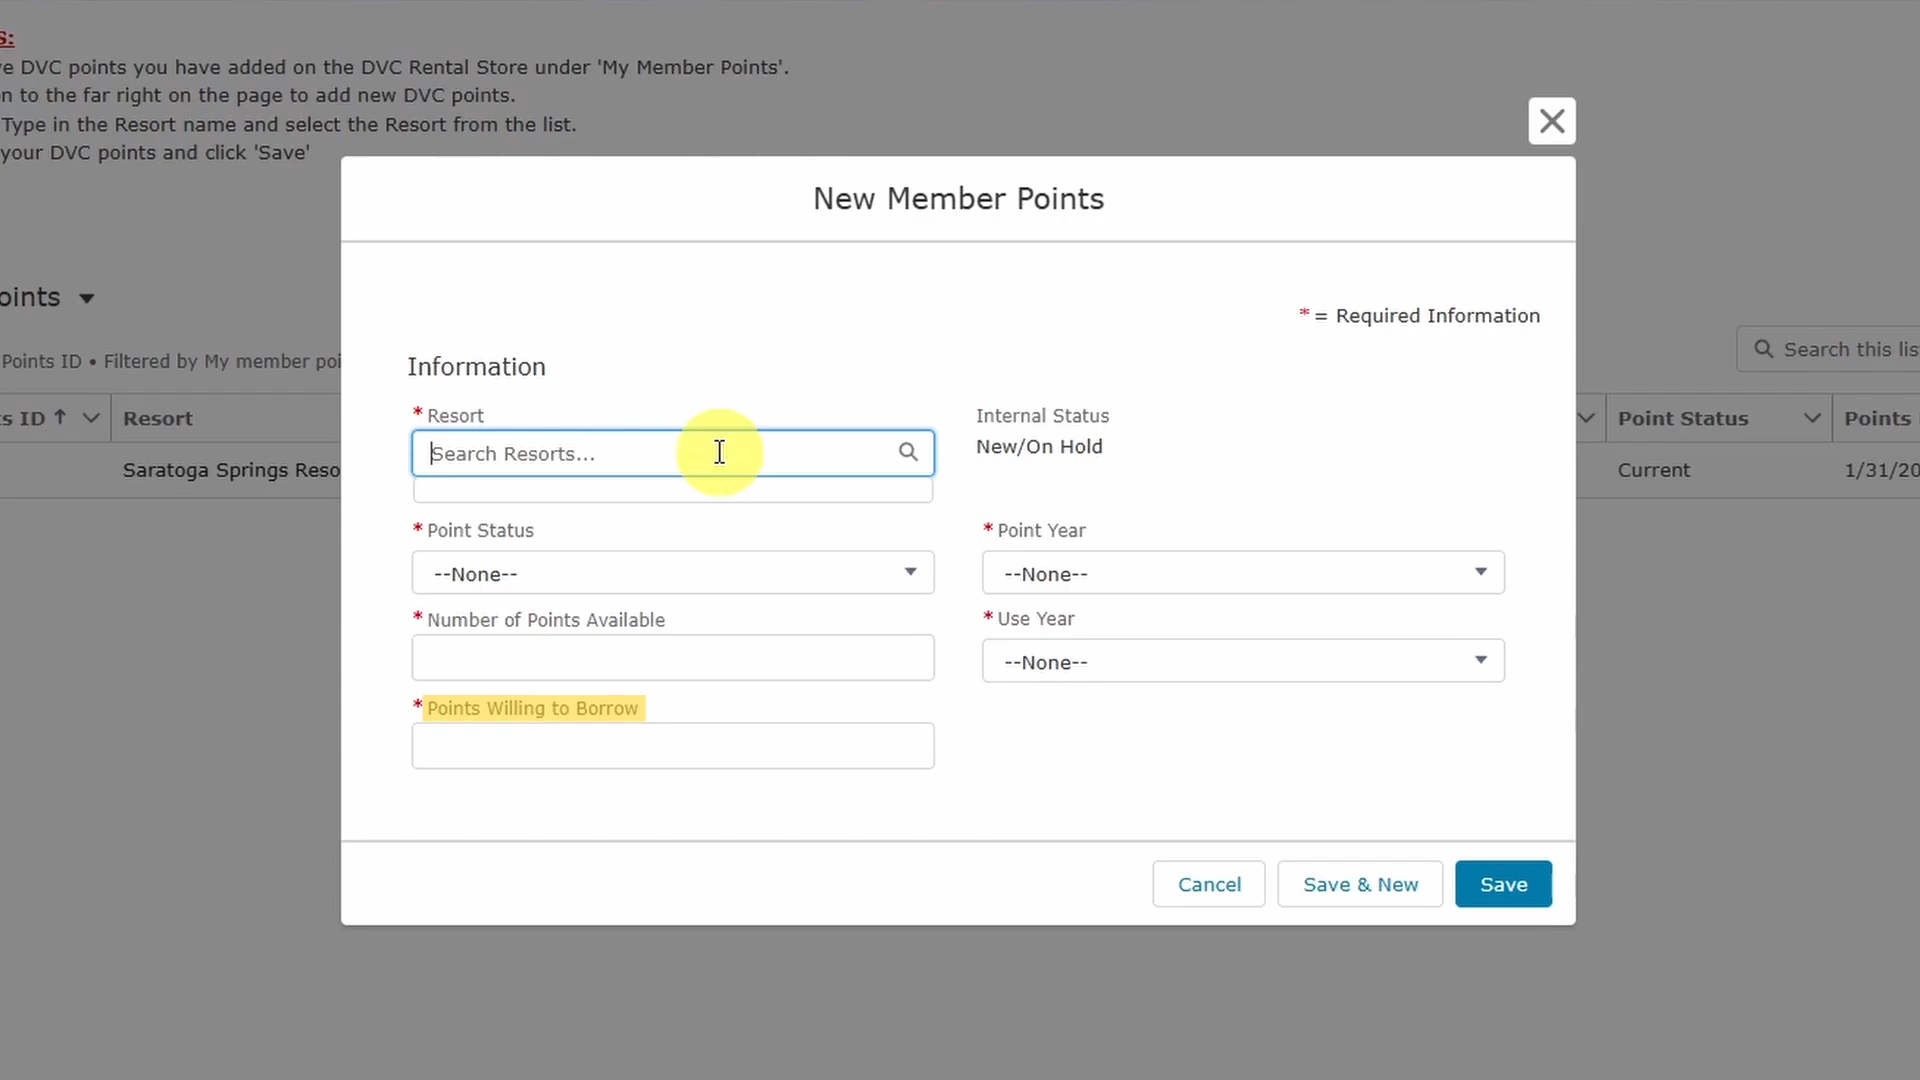 s:
e DVC points you have added on the DVC Rental Store under 'My Member Points'.
n to the far right on the page to add new DVC points.
Type in the Resort name and select the Resort from the list.
your DVC points and click 'Save'
New Member Points
* = Required Information
oints
Points ID • Filtered by My member poi
Search this lis
s ID ↑
Resort
Point Status
Points
Saratoga Springs Reso
Current
1/31/20
Information
* Resort
Search Resorts...
Internal Status
New/On Hold
* Point Status
--None--
* Point Year
--None--
* Number of Points Available
* Use Year
--None--
* Points Willing to Borrow
Cancel
Save & New
Save